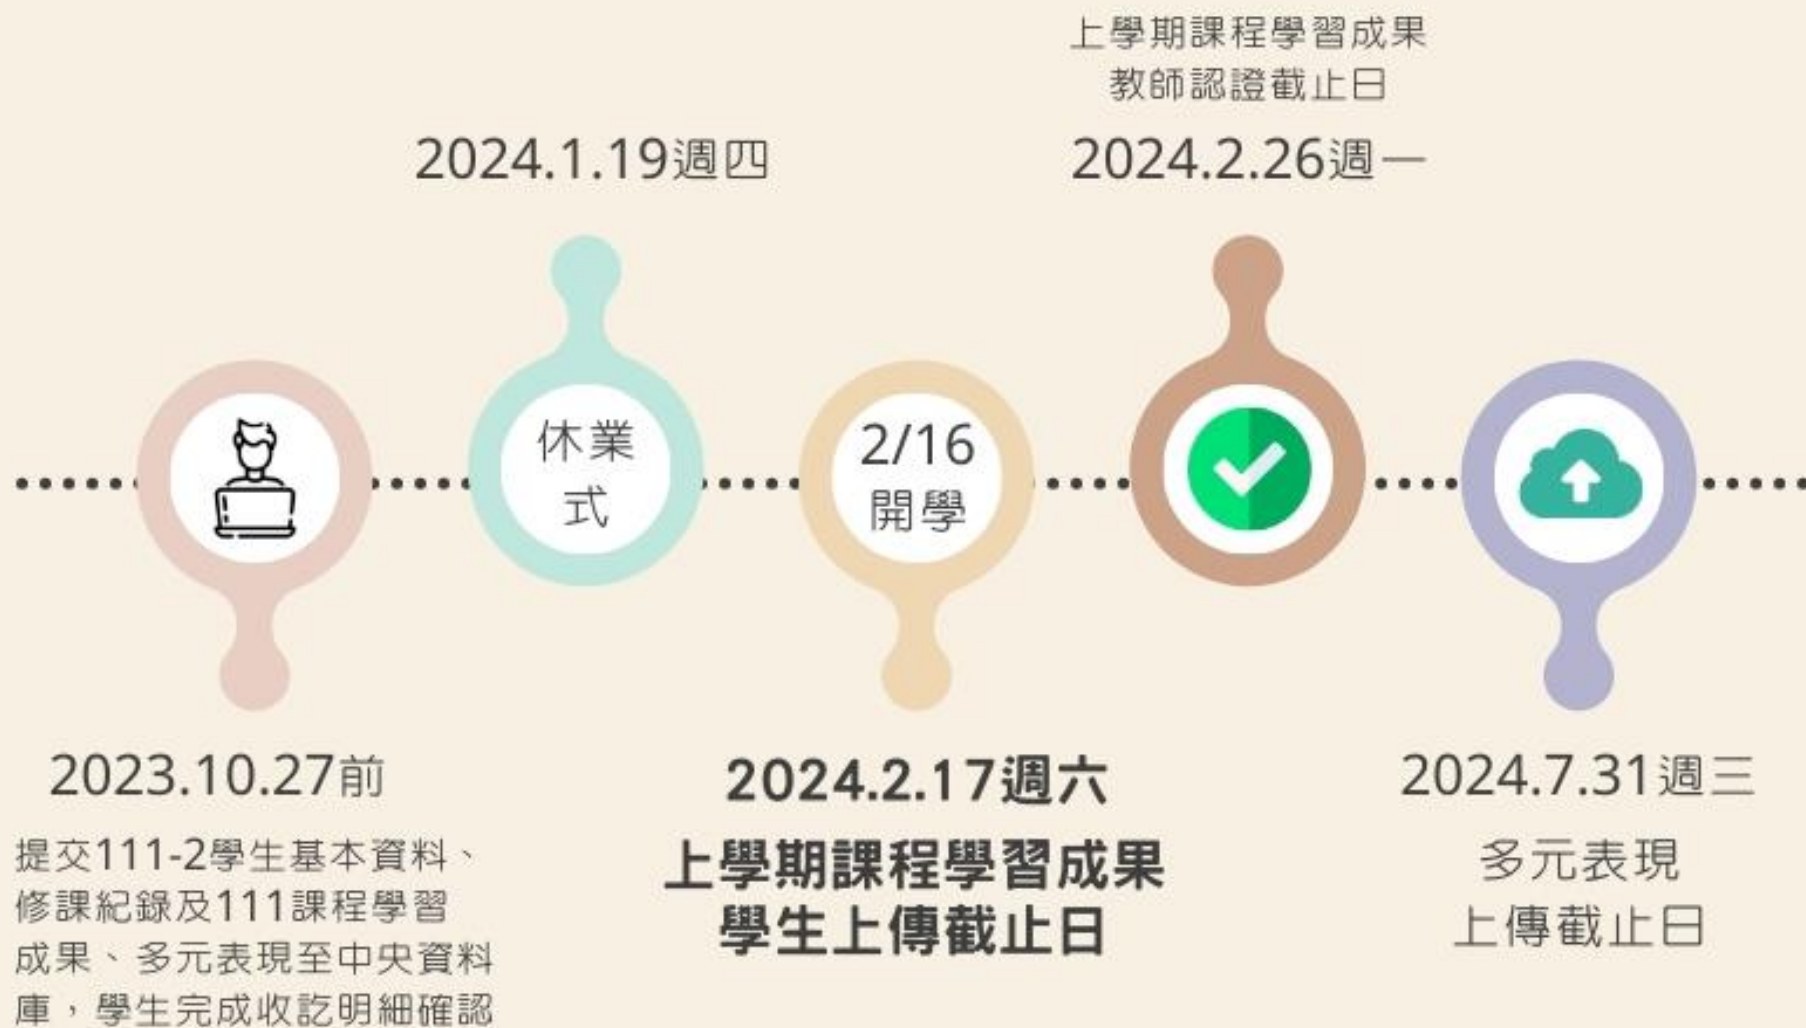 上學期課程學習成果
教師認證截止日
2024.1.19週四
2024.2.26週一
休業
式
2/16
開學
2023.10.27前
提交111-2學生基本資料、
修課紀錄及111課程學習
成果、多元表現至中央資料
庫，學生完成收訖明細確認
2024.2.17週六
上學期課程學習成果
學生上傳截止日
2024.7.31週三
多元表現
上傳截止日